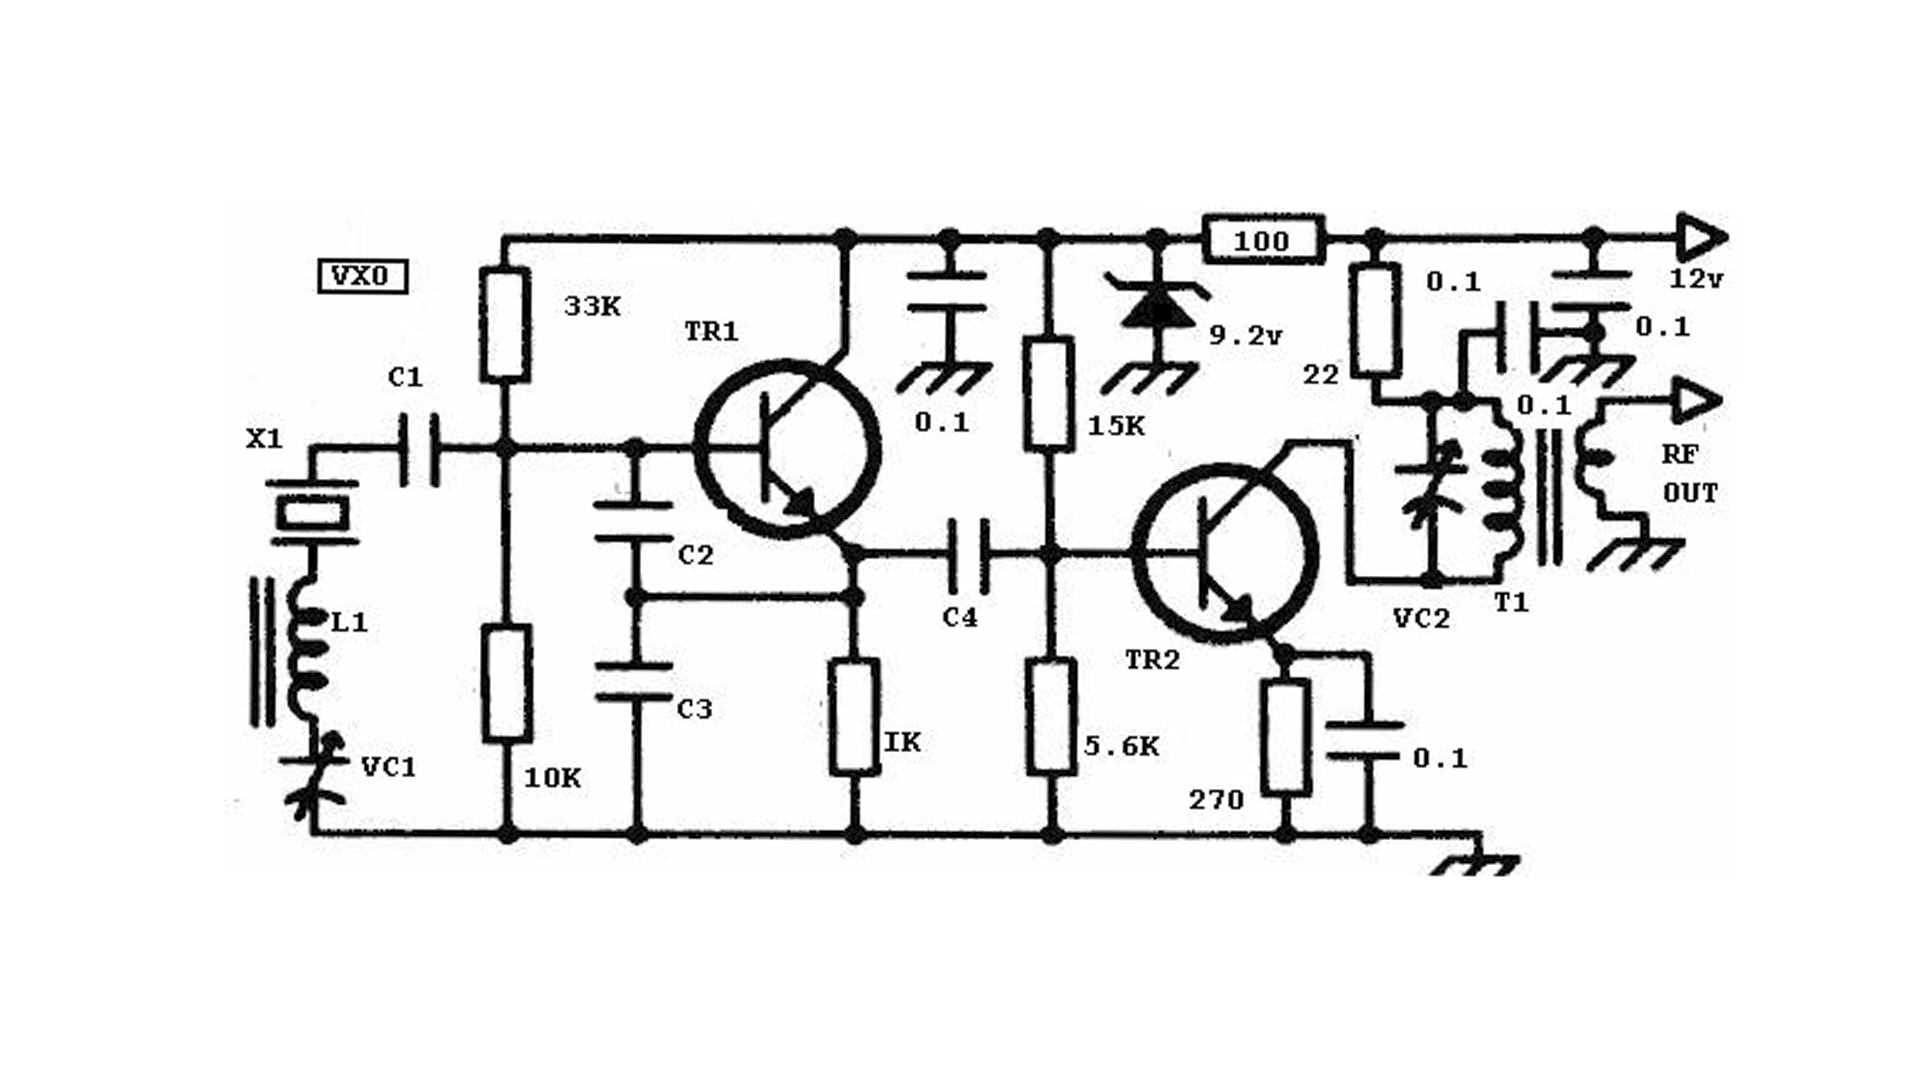 VXO
33K
TR1
C1
X1
L1
VC1
10K
C2
C3
IK
0.1
C4
15K
5.6K
9.2v
100
22
0.1
12v
0.1
0.1
RF
OUT
T1
VC2
TR2
270
0.1